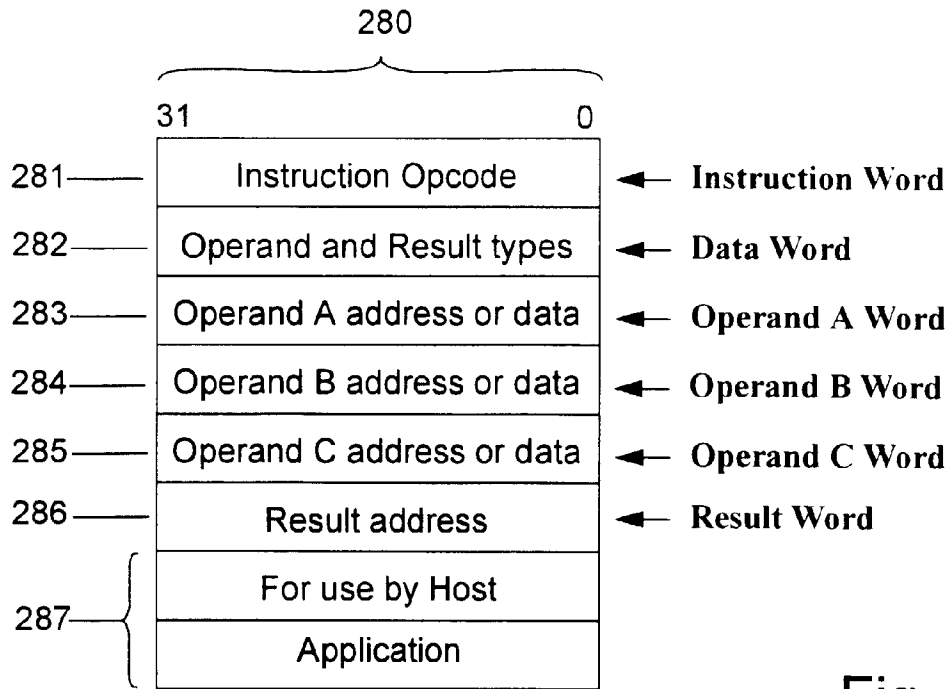 280
31 0
281 Instruction Opcode Instruction Word
282 Operand and Result types Data Word
283 Operand A address or data Operand A Word
284 Operand B address or data Operand B Word
285 Operand C address or data Operand C Word
286 Result address Result Word
287 For use by Host
Application